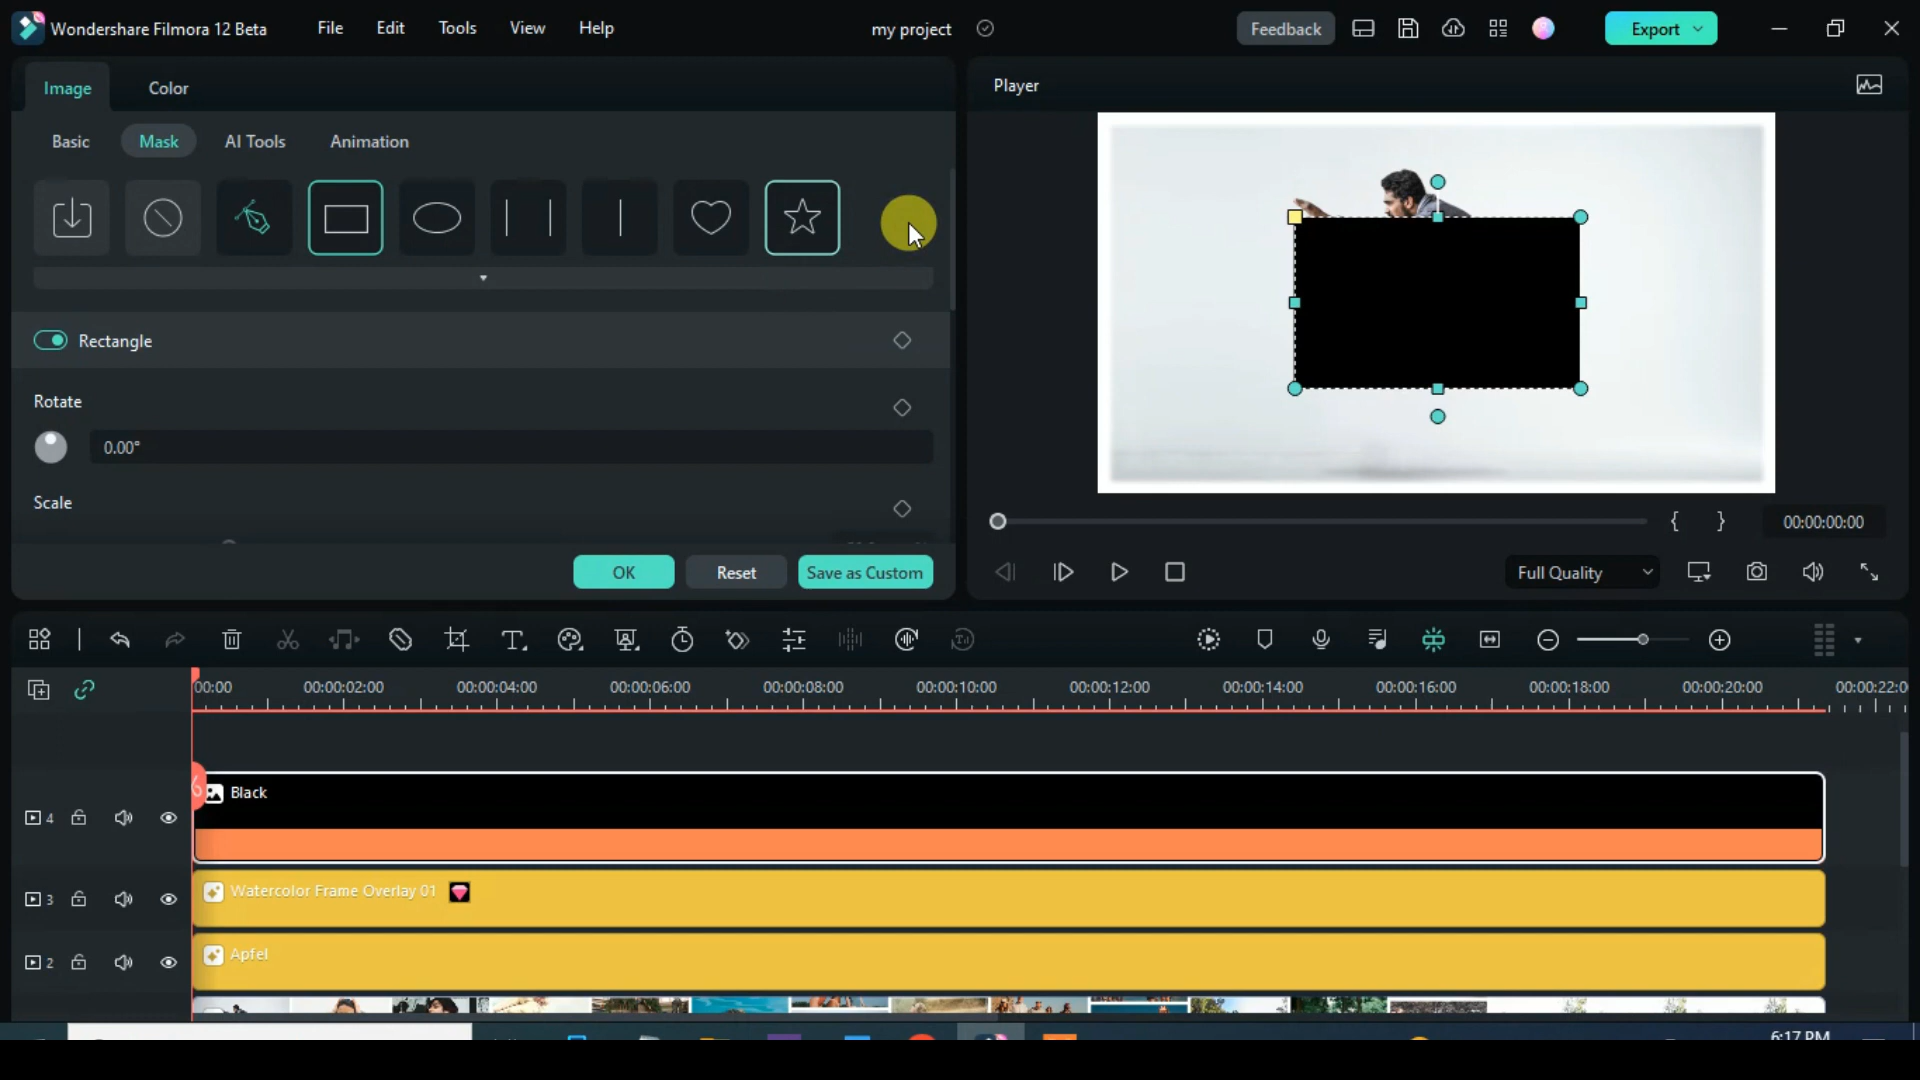 Wondershare Filmora 12 Beta
File
Edit
Tools
View
Help
my project
Feedback
Export
Image
Color
Player
Basic
Mask
AI Tools
Animation
Rectangle
Rotate
0.00°
Scale
OK
Reset
Save as Custom
00:00:00:00
Full Quality
00:00
00:00:02:00
00:00:04:00
00:00:06:00
00:00:08:00
00:00:10:00
00:00:12:00
00:00:14:00
00:00:16:00
00:00:18:00
00:00:20:00
00:00:22:0
Black
4
Watercolor Frame Overlay 01
3
Apfel
2
6:17 PM